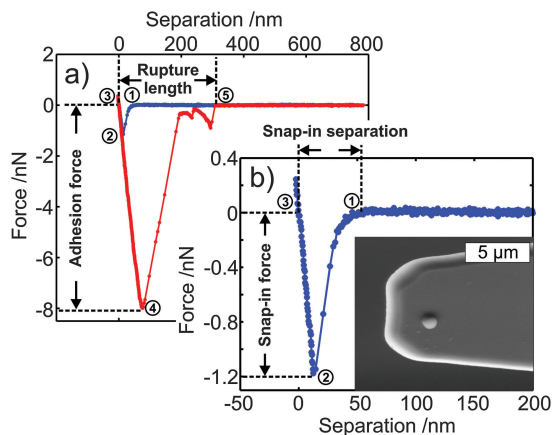 Separation /nm
0 200 400 600 800
2
0
-2
-4
-6
-8
Force /nN
a)
Rupture
length
③ ① ⑤
②
④
Adhesion force
Snap-in separation
b)
0.4
0
-0.4
-0.8
-1.2
Force /nN
③ ①
②
Snap-in force
5 µm
-50 0 50 100 150 200
Separation /nm